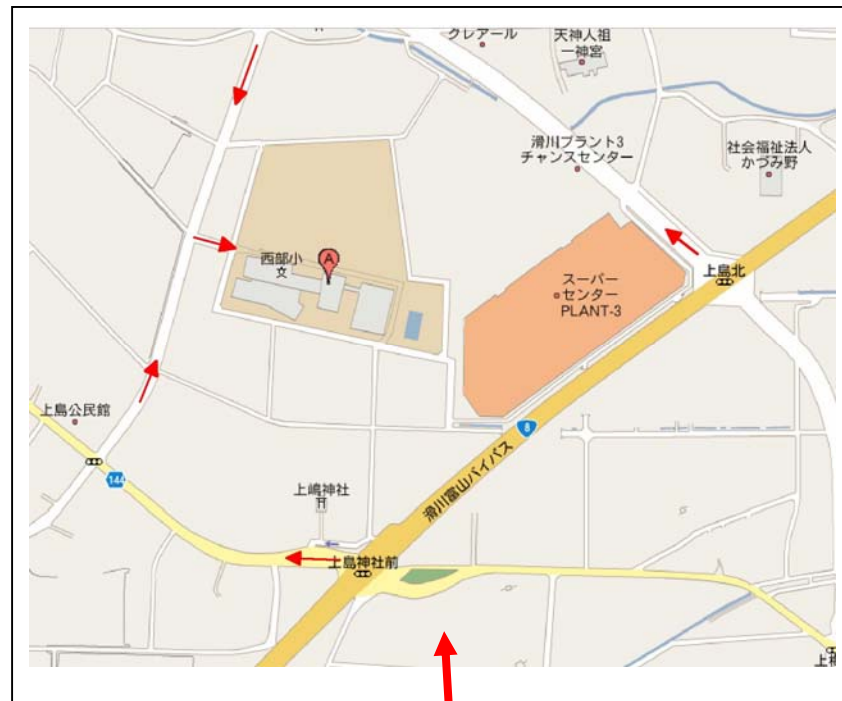 クレアール
天神人祖
一神宮
滑川プラント3
チャンスセンター
社会福祉法人
かづみ野
西部小
文
A
上島北
スーパー
センター
PLANT-3
上島公民館
8
144
滑川富山バイパス
上嶋神社
上島神社前